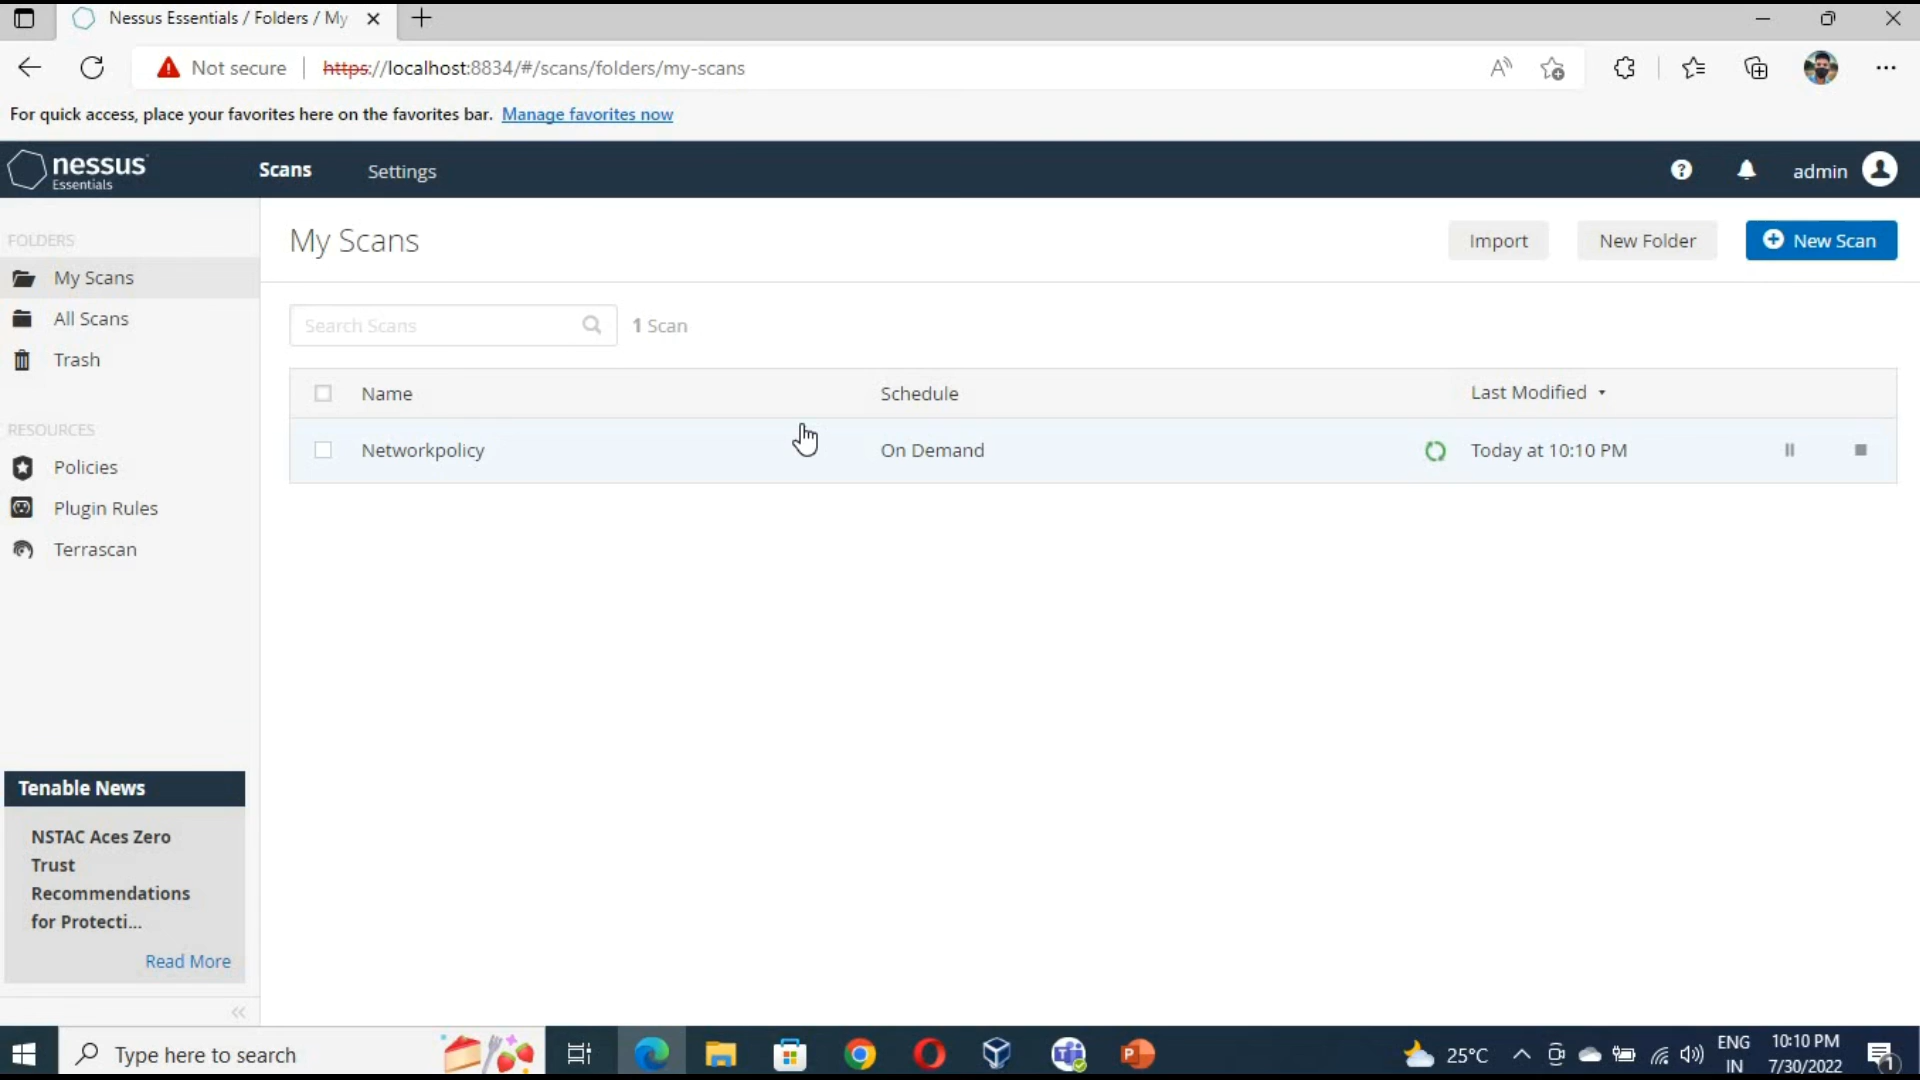 Nessus Essentials / Folders / My
Not secure https://localhost:8834/#/scans/folders/my-scans
For quick access, place your favorites here on the favorites bar. Manage favorites now
nessus Essentials Scans Settings admin
FOLDERS
My Scans
All Scans
Trash
RESOURCES
Policies
Plugin Rules
Terrascan
My Scans Import New Folder New Scan
Search Scans 1 Scan
Name Schedule Last Modified
Networkpolicy On Demand Today at 10:10 PM
Tenable News
NSTAC Aces Zero
Trust
Recommendations
for Protecti...
Read More
Type here to search 25°C ENG IN 10:10 PM 7/30/2022 1